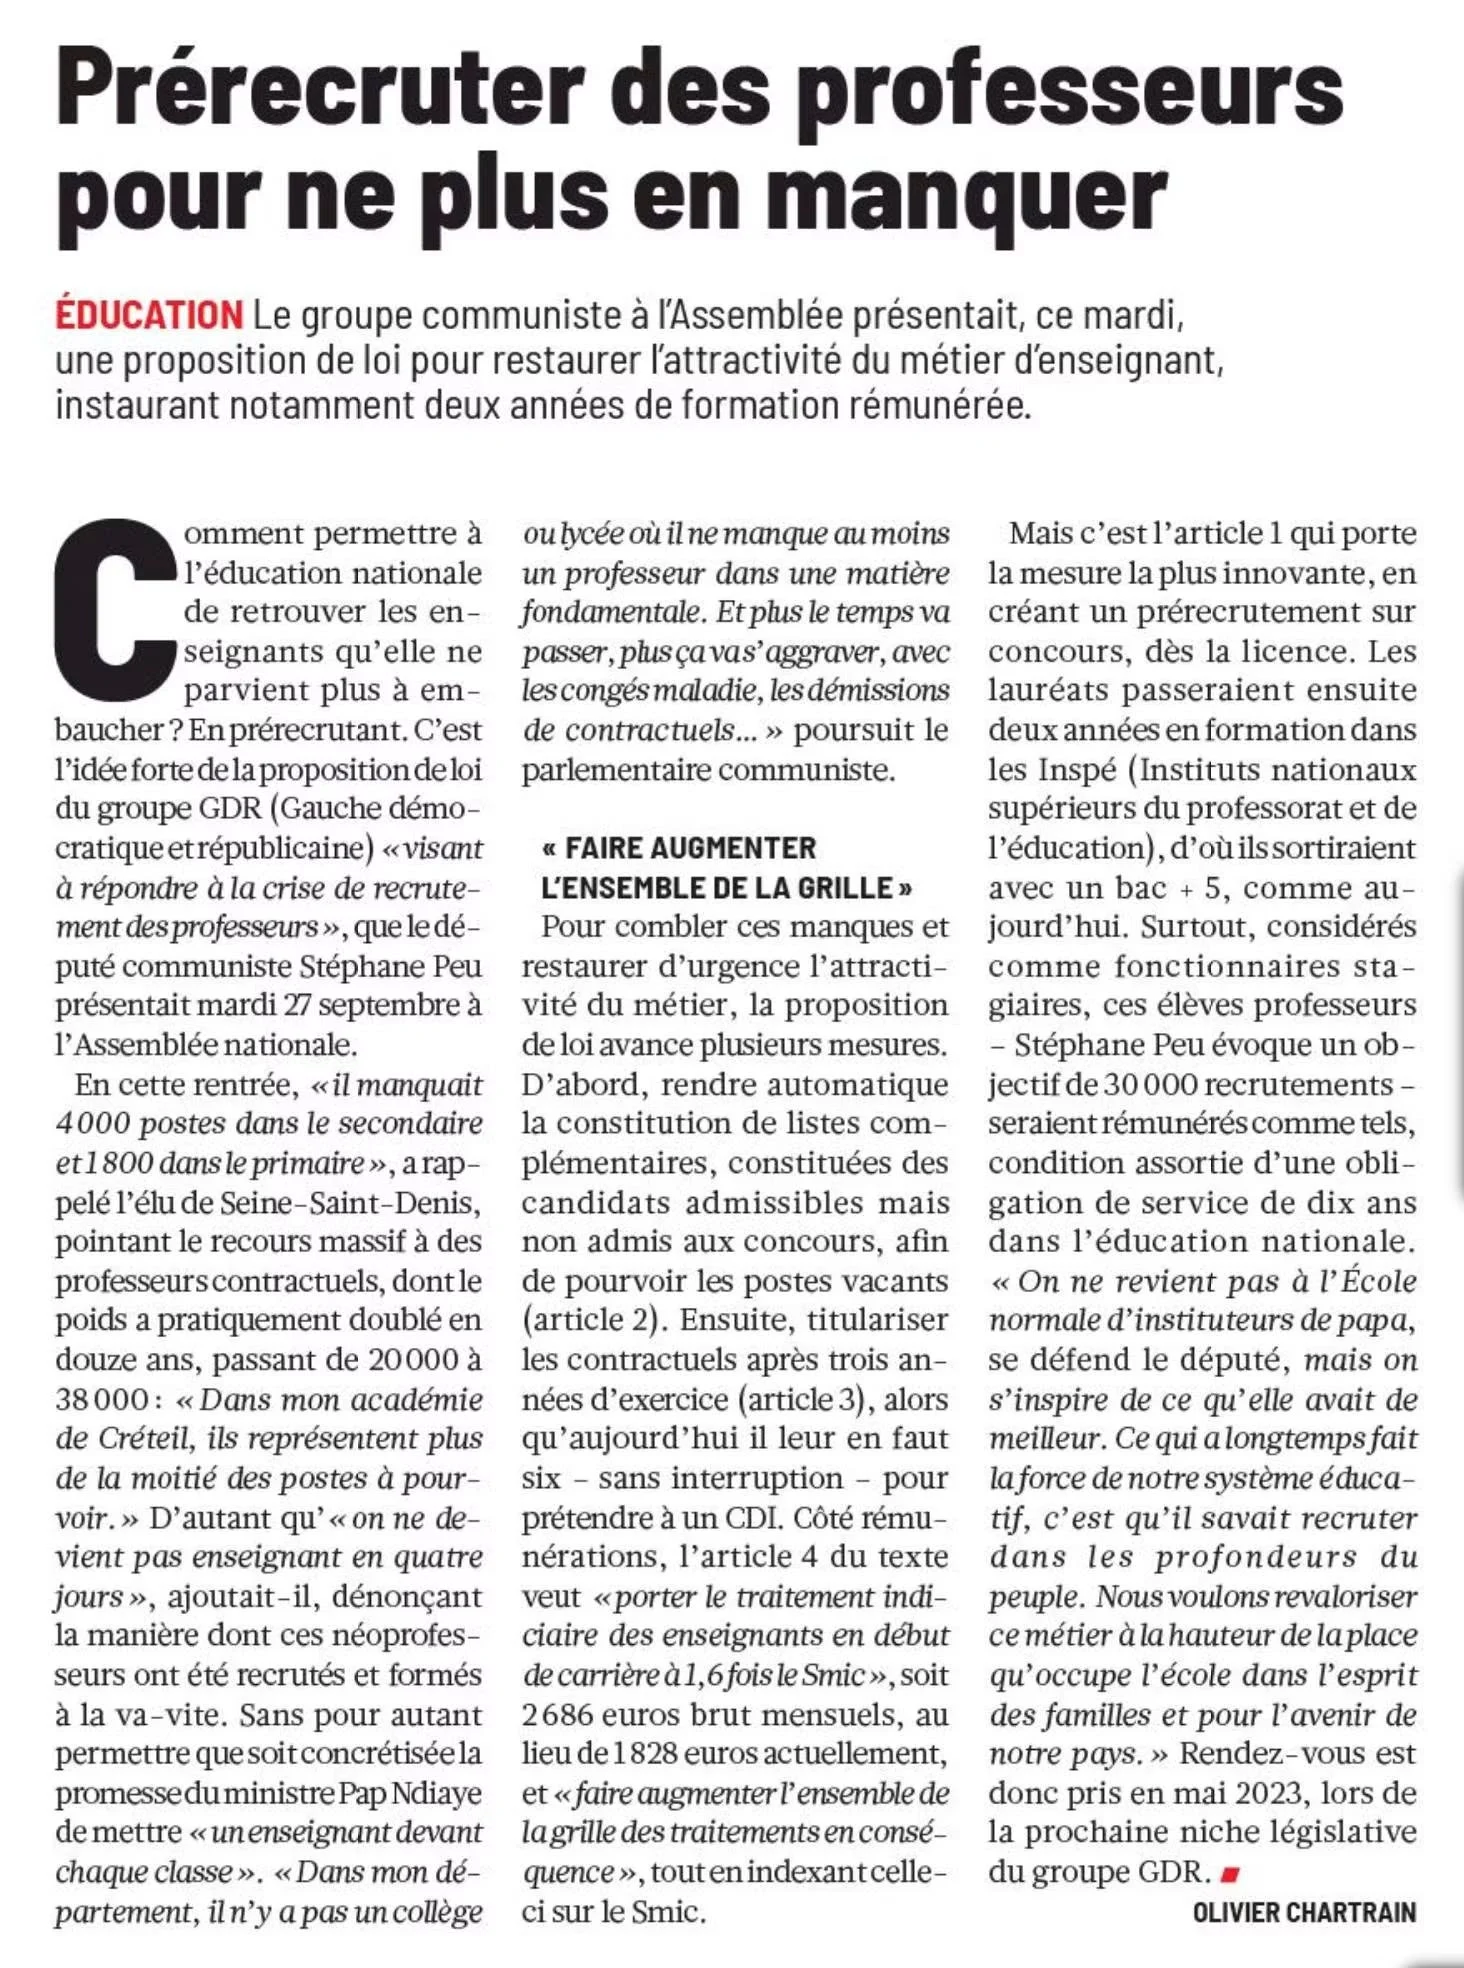 Prérecruter des professeurs
pour ne plus en manquer
ÉDUCATION Le groupe communiste à l’Assemblée présentait, ce mardi,
une proposition de loi pour restaurer l’attractivité du métier d’enseignant,
instaurant notamment deux années de formation rémunérée.
Comment permettre à
l’éducation nationale
de retrouver les en-
seignants qu’elle ne
parvient plus à em-
baucher ? En prérecrutant. C’est
l’idée forte de la proposition de loi
du groupe GDR (Gauche démo-
cratique et républicaine) « visant
à répondre à la crise de recrute-
ment des professeurs », que le dé-
puté communiste Stéphane Peu
présentait mardi 27 septembre à
l’Assemblée nationale.
En cette rentrée, « il manquait
4 000 postes dans le secondaire
et 1 800 dans le primaire », a rap-
pelé l’élu de Seine-Saint-Denis,
pointant le recours massif à des
professeurs contractuels, dont le
poids a pratiquement doublé en
douze ans, passant de 20 000 à
38 000 : « Dans mon académie
de Créteil, ils représentent plus
de la moitié des postes à pour-
voir. » D’autant qu’ « on ne de-
vient pas enseignant en quatre
jours », ajoutait-il, dénonçant
la manière dont ces néoprofes-
seurs ont été recrutés et formés
à la va-vite. Sans pour autant
permettre que soit concrétisée la
promesse du ministre Pap Ndiaye
de mettre « un enseignant devant
chaque classe ». « Dans mon dé-
partement, il n’y a pas un collège
ou lycée où il ne manque au moins
un professeur dans une matière
fondamentale. Et plus le temps va
passer, plus ça va s’aggraver, avec
les congés maladie, les démissions
de contractuels... » poursuit le
parlementaire communiste.
« FAIRE AUGMENTER
L’ENSEMBLE DE LA GRILLE »
Pour combler ces manques et
restaurer d’urgence l’attracti-
vité du métier, la proposition
de loi avance plusieurs mesures.
D’abord, rendre automatique
la constitution de listes com-
plémentaires, constituées des
candidats admissibles mais
non admis aux concours, afin
de pourvoir les postes vacants
(article 2). Ensuite, titulariser
les contractuels après trois an-
nées d’exercice (article 3), alors
qu’aujourd’hui il leur en faut
six – sans interruption – pour
prétendre à un CDI. Côté rému-
nérations, l’article 4 du texte
veut « porter le traitement indi-
ciaire des enseignants en début
de carrière à 1,6 fois le Smic », soit
2 686 euros brut mensuels, au
lieu de 1 828 euros actuellement,
et « faire augmenter l’ensemble de
la grille des traitements en consé-
quence », tout en indexant celle-
ci sur le Smic.
Mais c’est l’article 1 qui porte
la mesure la plus innovante, en
créant un prérecrutement sur
concours, dès la licence. Les
lauréats passeraient ensuite
deux années en formation dans
les Inspé (Instituts nationaux
supérieurs du professorat et de
l’éducation), d’où ils sortiraient
avec un bac + 5, comme au-
jourd’hui. Surtout, considérés
comme fonctionnaires sta-
giaires, ces élèves professeurs
– Stéphane Peu évoque un ob-
jectif de 30 000 recrutements –
seraient rémunérés comme tels,
condition assortie d’une obli-
gation de service de dix ans
dans l’éducation nationale.
« On ne revient pas à l’École
normale d’instituteurs de papa,
se défend le député, mais on
s’inspire de ce qu’elle avait de
meilleur. Ce qui a longtemps fait
la force de notre système éduca-
tif, c’est qu’il savait recruter
dans les profondeurs du
peuple. Nous voulons revaloriser
ce métier à la hauteur de la place
qu’occupe l’école dans l’esprit
des familles et pour l’avenir de
notre pays. » Rendez-vous est
donc pris en mai 2023, lors de
la prochaine niche législative
du groupe GDR.
OLIVIER CHARTRAIN